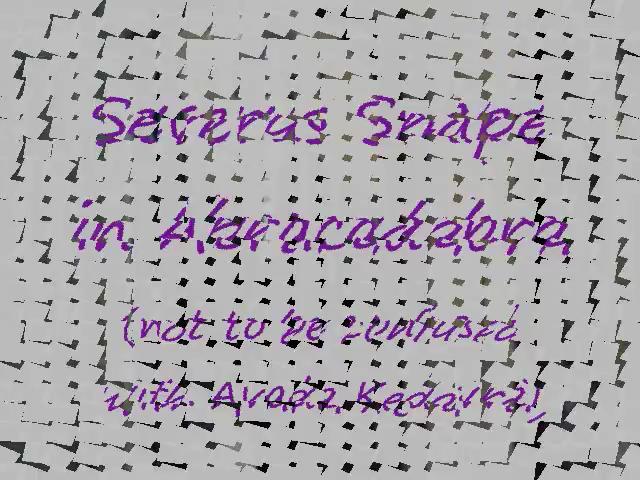 Severus Snape
in Abracadabra
(not to be confused
with Avada Kedavra)